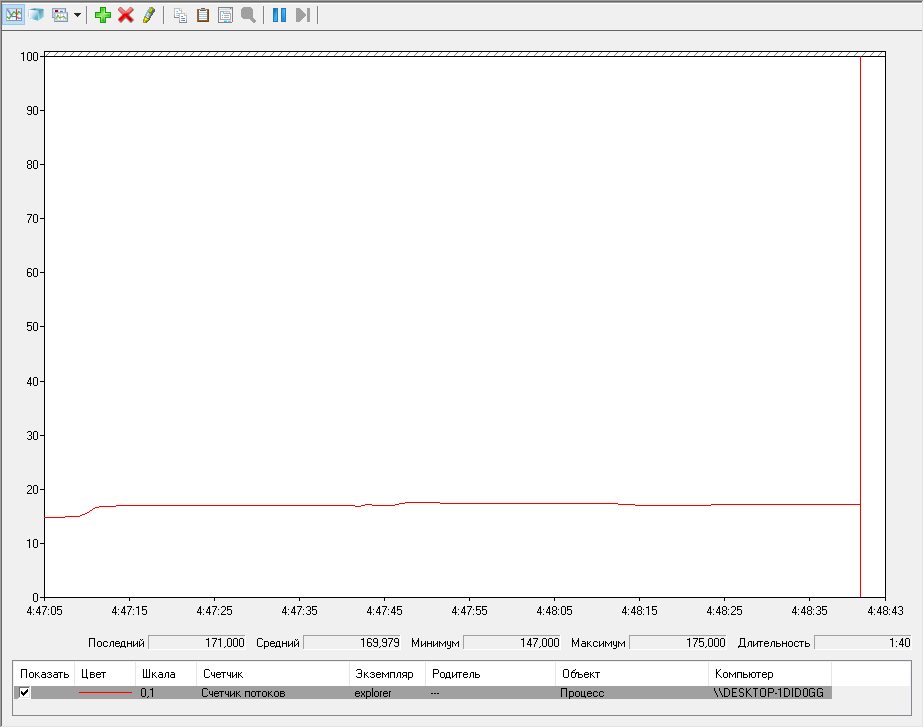 100
90
80
70
60
50
40
30
20
10
0
4:47:05 4:47:15 4:47:25 4:47:35 4:47:45 4:47:55 4:48:05 4:48:15 4:48:25 4:48:35 4:48:43
Последний 171,000 Средний 169,979 Минимум 147,000 Максимум 175,000 Длительность 1:40
Показать Цвет Шкала Счетчик Экземпляр Родитель Объект Компьютер
0,1 Счетчик потоков explorer --- Процесс \\DESKTOP-1DID0GG